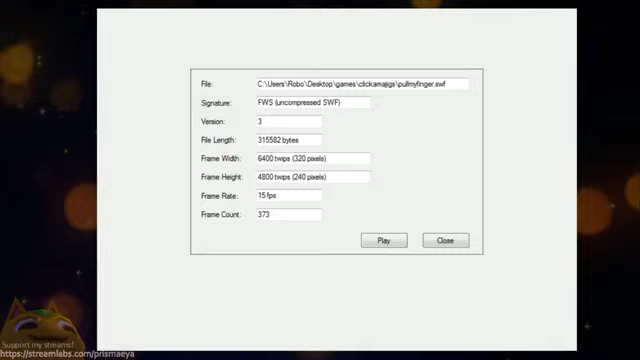 File: C:\Users\Robo\Desktop\games\clickamajigs\pullmyfinger.swf
Signature: FWS (uncompressed SWF)
Version: 3
File Length: 315582 bytes
Frame Width: 6400 twips (320 pixels)
Frame Height: 4800 twips (240 pixels)
Frame Rate: 15 fps
Frame Count: 373
Play Close
Support my streams!
https://streamlabs.com/prismaeya